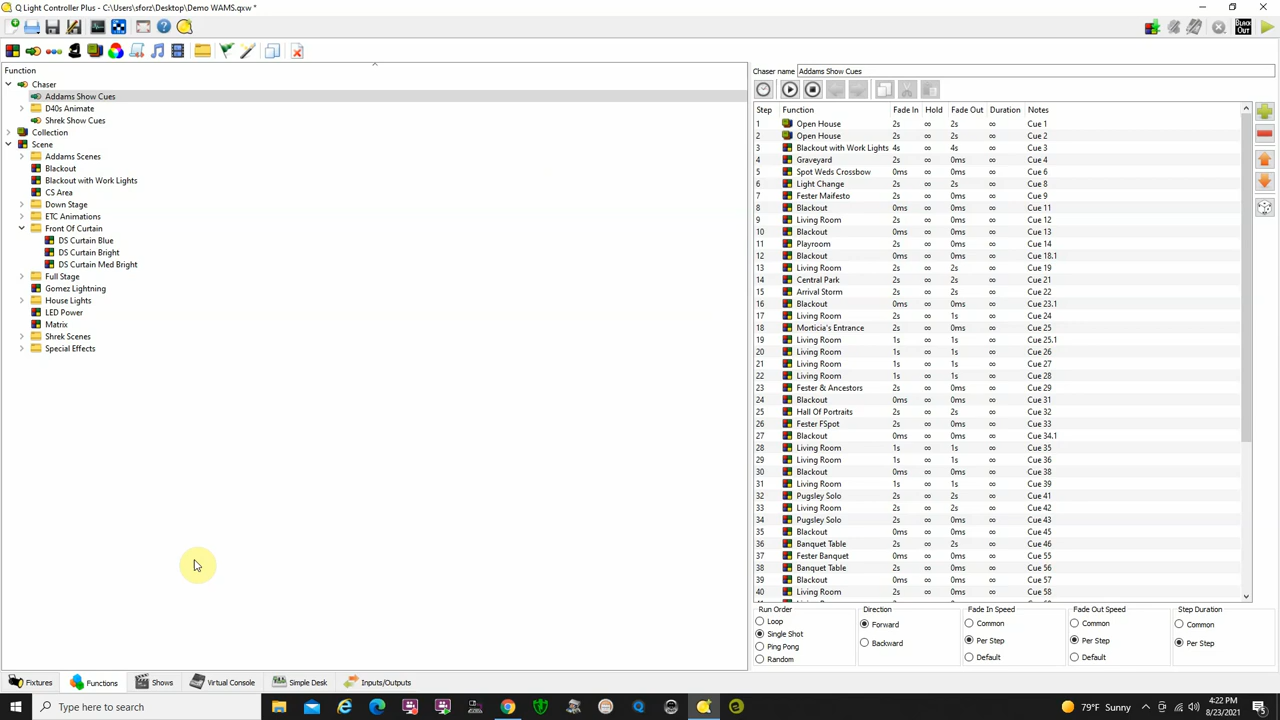 Q Light Controller Plus - C:\Users\sforz\Desktop\Demo WAMS.qxw *
Function
Chaser
Addams Show Cues
D40s Animate
Shrek Show Cues
Collection
Scene
Addams Scenes
Blackout
Blackout with Work Lights
CS Area
Down Stage
ETC Animations
Front Of Curtain
DS Curtain Blue
DS Curtain Bright
DS Curtain Med Bright
Full Stage
Gomez Lightning
House Lights
LED Power
Matrix
Shrek Scenes
Special Effects
BLACK OUT
Chaser name Addams Show Cues
Step Function Fade In Hold Fade Out Duration Notes
1 Open House 2s ∞ 2s ∞ Cue 1
2 Open House 2s ∞ 2s ∞ Cue 2
3 Blackout with Work Lights 4s ∞ 4s ∞ Cue 3
4 Graveyard 2s ∞ 0ms ∞ Cue 4
5 Spot Weds Crossbow 2s ∞ 0ms ∞ Cue 6
6 Light Change 2s ∞ 2s ∞ Cue 8
7 Fester Maifesto 2s ∞ 0ms ∞ Cue 9
8 Blackout 0ms ∞ 0ms ∞ Cue 11
9 Living Room 2s ∞ 0ms ∞ Cue 12
10 Blackout 0ms ∞ 0ms ∞ Cue 13
11 Playroom 2s ∞ 0ms ∞ Cue 14
12 Blackout 0ms ∞ 0ms ∞ Cue 18.1
13 Living Room 2s ∞ 2s ∞ Cue 19
14 Central Park 2s ∞ 2s ∞ Cue 21
15 Arrival Storm 2s ∞ 2s ∞ Cue 22
16 Blackout 0ms ∞ 0ms ∞ Cue 23.1
17 Living Room 2s ∞ 1s ∞ Cue 24
18 Morticia's Entrance 2s ∞ 2s ∞ Cue 25
19 Living Room 1s ∞ 1s ∞ Cue 25.1
20 Living Room 1s ∞ 1s ∞ Cue 26
21 Living Room 1s ∞ 1s ∞ Cue 27
22 Living Room 1s ∞ 1s ∞ Cue 28
23 Fester & Ancestors 2s ∞ 0ms ∞ Cue 29
24 Blackout 0ms ∞ 0ms ∞ Cue 31
25 Hall Of Portraits 2s ∞ 2s ∞ Cue 32
26 Fester FSpot 2s ∞ 0ms ∞ Cue 33
27 Blackout 0ms ∞ 0ms ∞ Cue 34.1
28 Living Room 1s ∞ 1s ∞ Cue 35
29 Living Room 1s ∞ 1s ∞ Cue 36
30 Blackout 0ms ∞ 0ms ∞ Cue 38
31 Living Room 1s ∞ 1s ∞ Cue 39
32 Pugsley Solo 2s ∞ 2s ∞ Cue 41
33 Living Room 2s ∞ 0ms ∞ Cue 42
34 Pugsley Solo 2s ∞ 0ms ∞ Cue 43
35 Blackout 0ms ∞ 0ms ∞ Cue 45
36 Banquet Table 2s ∞ 2s ∞ Cue 46
37 Fester Banquet 0ms ∞ 0ms ∞ Cue 55
38 Banquet Table 2s ∞ 0ms ∞ Cue 56
39 Blackout 0ms ∞ 0ms ∞ Cue 57
40 Living Room 2s ∞ 0ms ∞ Cue 58
Run Order Direction Fade In Speed Fade Out Speed Step Duration
Loop Forward Common Common Common
Single Shot Backward Per Step Per Step Per Step
Ping Pong
Random Default Default
Fixtures Functions Shows Virtual Console Simple Desk Inputs/Outputs
Type here to search
79°F Sunny
4:22 PM
8/23/2021